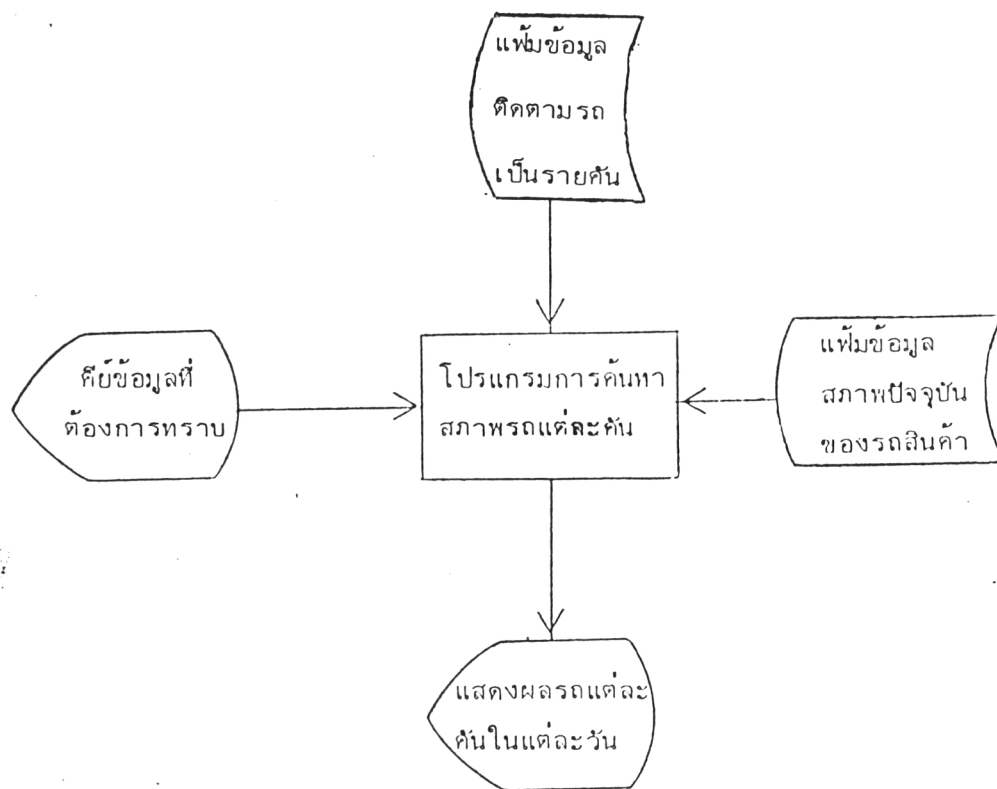 แฟ้มข้อมูล
ติดตามรถ
เป็นรายคัน
คีย์ข้อมูลที่
ต้องการทราบ
โปรแกรมการค้นหา
สภาพรถแต่ละคัน
แฟ้มข้อมูล
สภาพปัจจุบัน
ของรถสินค้า
แสดงผลรถแต่ละ
คันในแต่ละวัน